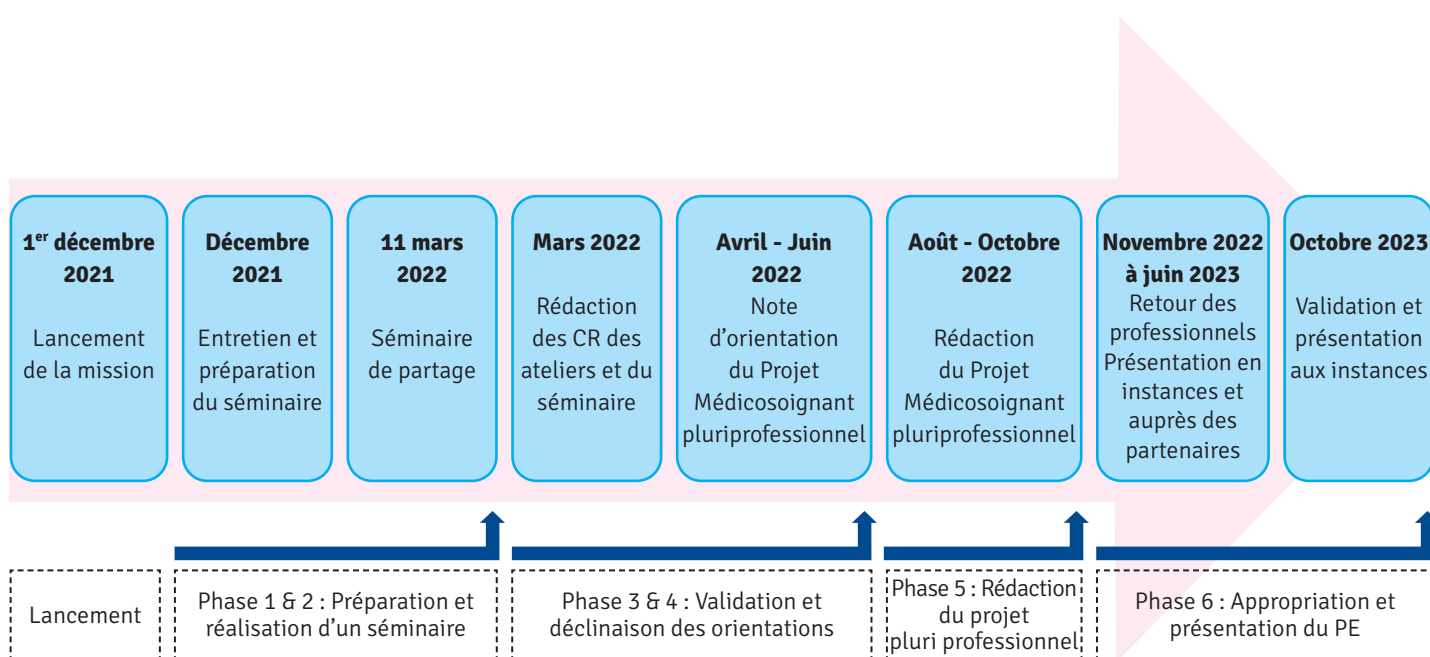 1er décembre
2021
Lancement
de la mission
Décembre
2021
Entretien et
préparation
du séminaire
11 mars
2022
Séminaire
de partage
Mars 2022
Rédaction
des CR des
ateliers et du
séminaire
Avril - Juin
2022
Note
d’orientation
du Projet
Médicosoignant
pluriprofessionnel
Août - Octobre
2022
Rédaction
du Projet
Médicosoignant
pluriprofessionnel
Novembre 2022
à juin 2023
Retour des
professionnels
Présentation en
instances et
auprès des
partenaires
Octobre 2023
Validation et
présentation
aux instances
Lancement
Phase 1 & 2 : Préparation et
réalisation d’un séminaire
Phase 3 & 4 : Validation et
déclinaison des orientations
Phase 5 : Rédaction
du projet
pluri professionnel
Phase 6 : Appropriation et
présentation du PE